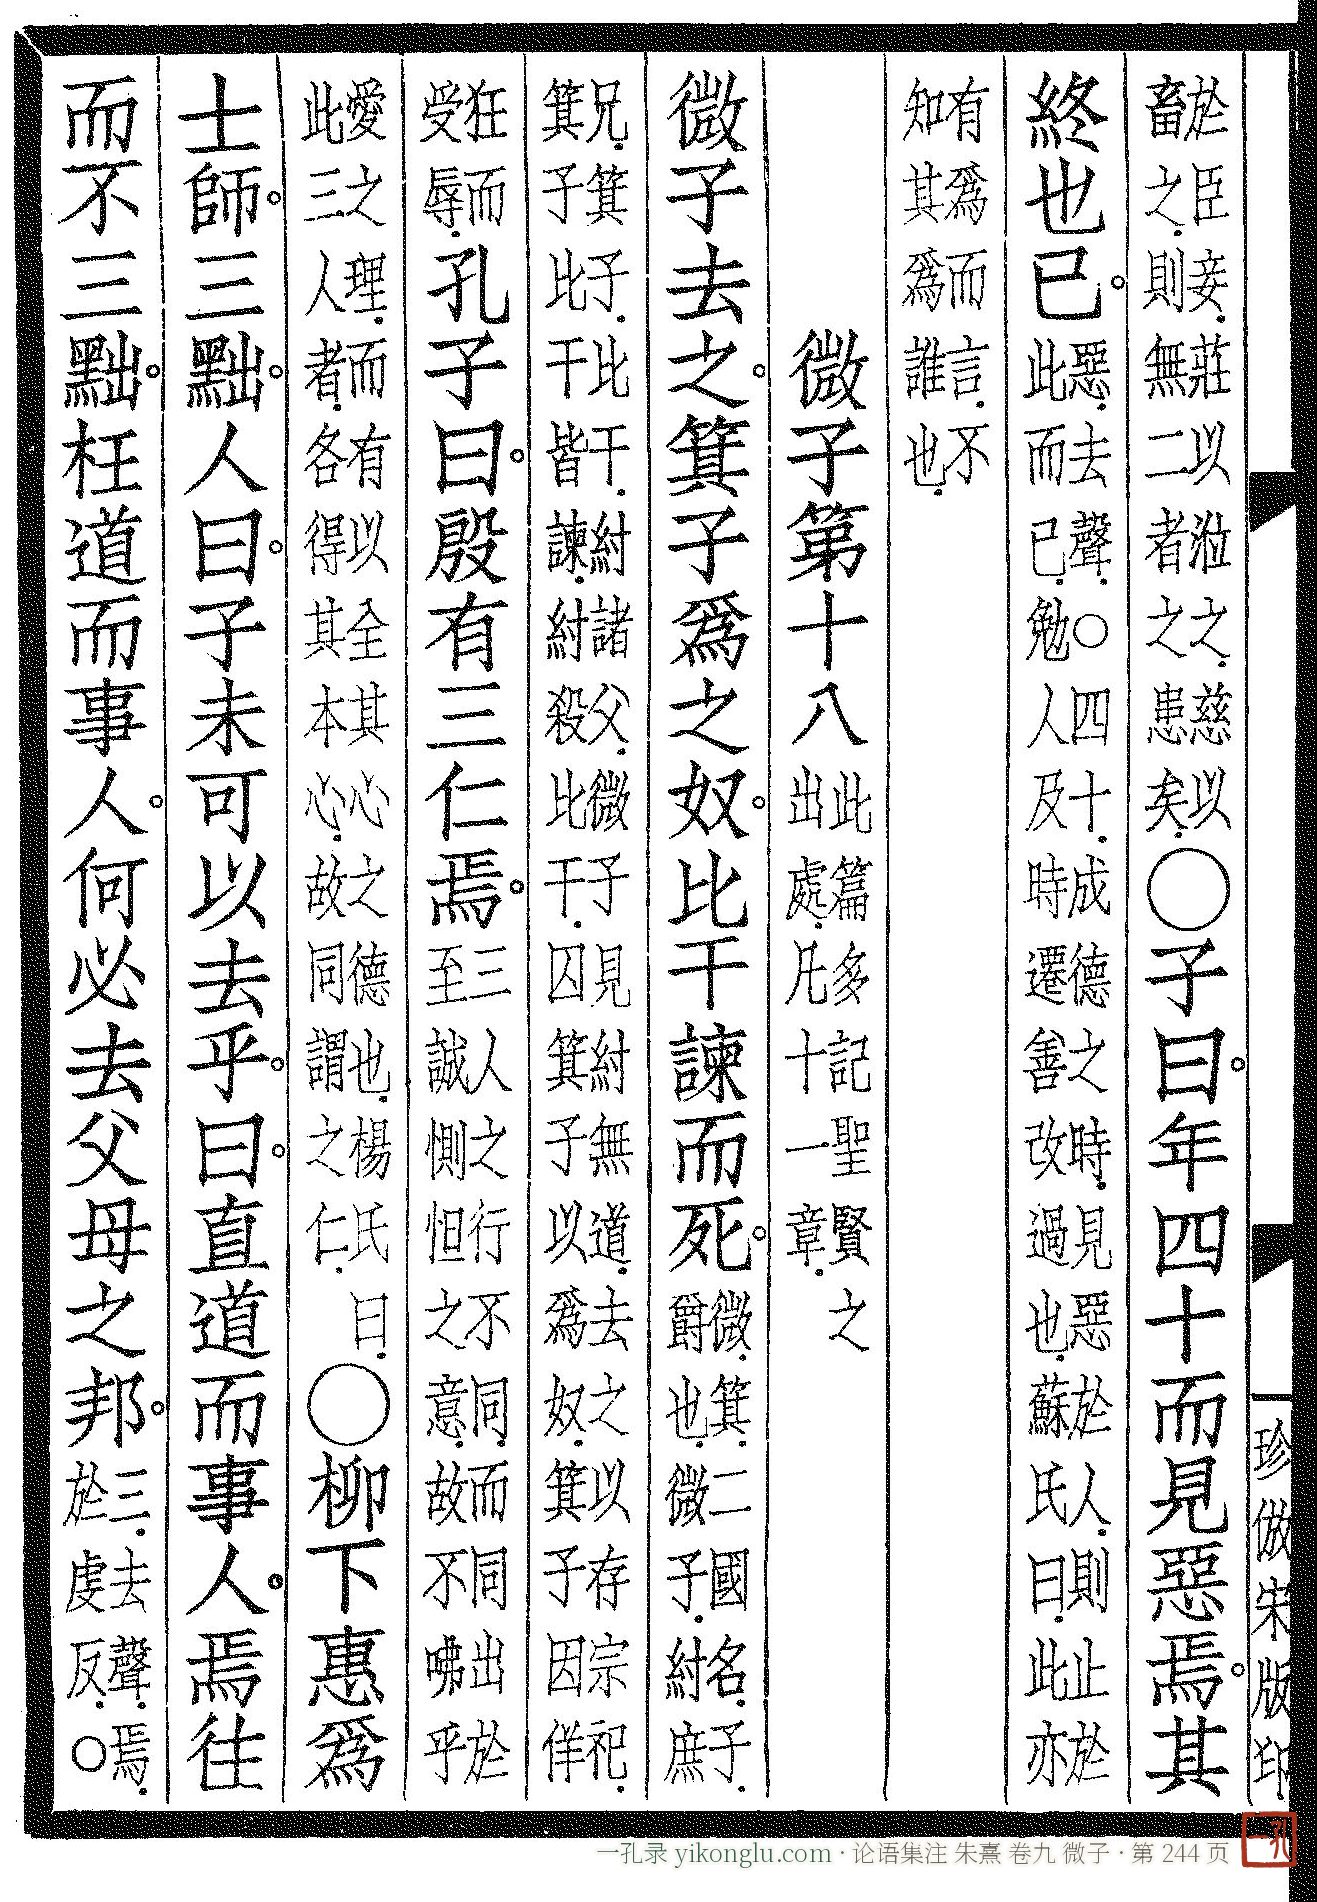 一 珍倣宋版印
於臣妾.莊以涖之.慈以畜之.則無二者之患矣.○子曰。年四十而見惡焉。其
終也已。惡.去聲.○四十.成德之時.見惡於人.則止於此而已.勉人及時遷善改過也.蘇氏曰.此亦
有爲而言.不知其爲誰也.
微子第十八此篇多記聖賢之出處.凡十一章.
微子去之。箕子爲之奴。比干諫而死。微.箕.二國名.子.爵也.微子.紂庶
兄.箕子.比干.紂諸父.微子見紂無道.去之以存宗祀.箕子比干皆諫.紂殺比干.囚箕子以爲奴.箕子因佯
狂而受辱.孔子曰。殷有三仁焉。三人之行不同.而同出於至誠惻怛之意.故不咈乎
愛之理.而有以全其心之德也.楊氏曰.此三人者.各得其本心.故同謂之仁.○柳下惠爲
士師。三黜。人曰。子未可以去乎。曰。直道而事人。焉往
而不三黜。枉道而事人。何必去父母之邦。三.去聲.焉.於虔反.○
一孔录 yikonglu.com · 论语集注 朱熹 卷九 微子 · 第 244 页
一孔